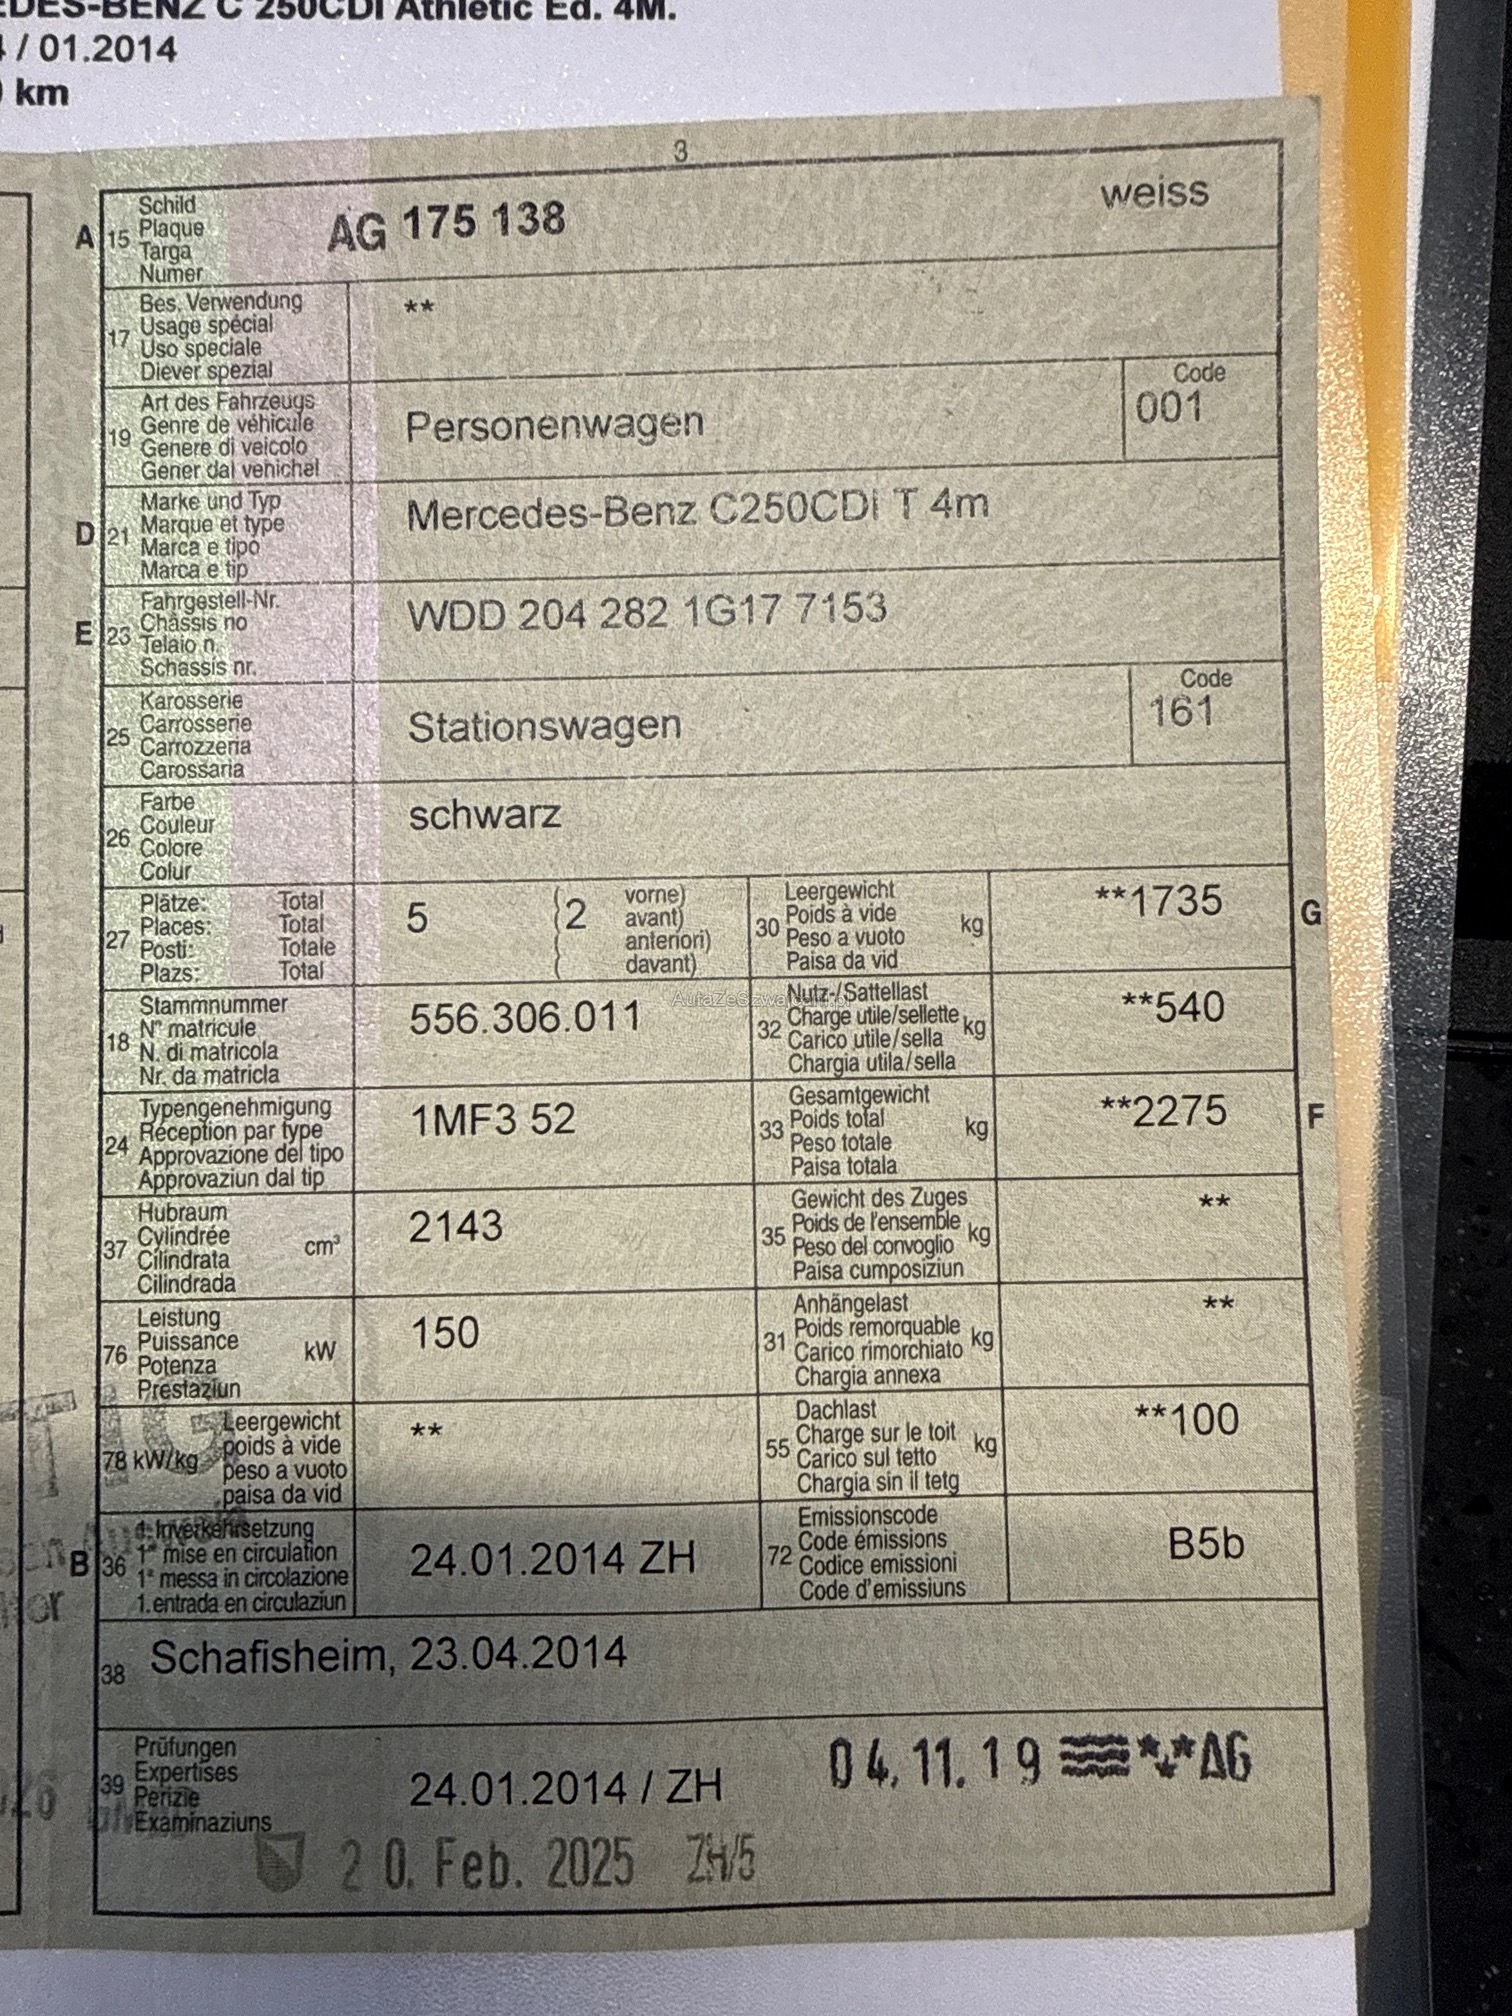 C 250CDI Athletic Ed. 4M.
/ 01.2014
km
3
A 15 Schild
Plaque
Targa
Numer
AG 175 138 weiss
17 Bes. Verwendung
Usage spécial
Uso speciale
Diever spezial
**
19 Art des Fahrzeugs
Genre de véhicule
Genere di veicolo
Gener dal vehichel
Personenwagen
Code
001
D 21 Marke und Typ
Marque et type
Marca e tipo
Marca e tip
Mercedes-Benz C250CDI T 4m
E 23 Fahrgestell-Nr.
Châssis no
Telaio n.
Schassis nr.
WDD 204 282 1G17 7153
25 Karosserie
Carrosserie
Carrozzeria
Carossaria
Stationswagen
Code
161
26 Farbe
Couleur
Colore
Colur
schwarz
27 Plätze: Total
Places: Total
Posti: Totale
Plazs: Total
5 (2 vorne)
( avant)
( anteriori)
( davant)
30 Leergewicht
Poids à vide
Peso a vuoto
Paisa da vid
kg
**1735 G
18 Stammnummer
N° matricule
N. di matricola
Nr. da matricla
556.306.011
32 Nutz-/Sattellast
Charge utile/sellette
Carico utile/sella
Chargia utila/sella
kg
**540
24 Typengenehmigung
Réception par type
Approvazione del tipo
Approvaziun dal tip
1MF3 52
33 Gesamtgewicht
Poids total
Peso totale
Paisa totala
kg
**2275 F
37 Hubraum
Cylindrée
Cilindrata
Cilindrada
cm³
2143
35 Gewicht des Zuges
Poids de l'ensemble
Peso del convoglio
Paisa cumposiziun
kg
**
76 Leistung
Puissance
Potenza
Prestaziun
kW
150
31 Anhängelast
Poids remorquable
Carico rimorchiato
Chargia annexa
kg
**
78 kW/kg Leergewicht
poids à vide
peso a vuoto
paisa da vid
**
55 Dachlast
Charge sur le toit
Carico sul tetto
Chargia sin il tetg
kg
**100
B 36 1. Inverkehrsetzung
1re mise en circulation
1a messa in circolazione
1. entrada en circulaziun
24.01.2014 ZH
72 Emissionscode
Code émissions
Codice emissioni
Code d'emissiuns
B5b
38 Schafisheim, 23.04.2014
39 Prüfungen
Expertises
Perizie
Examinaziuns
24.01.2014 / ZH
04.11.19 AG
20. Feb. 2025 ZH/5